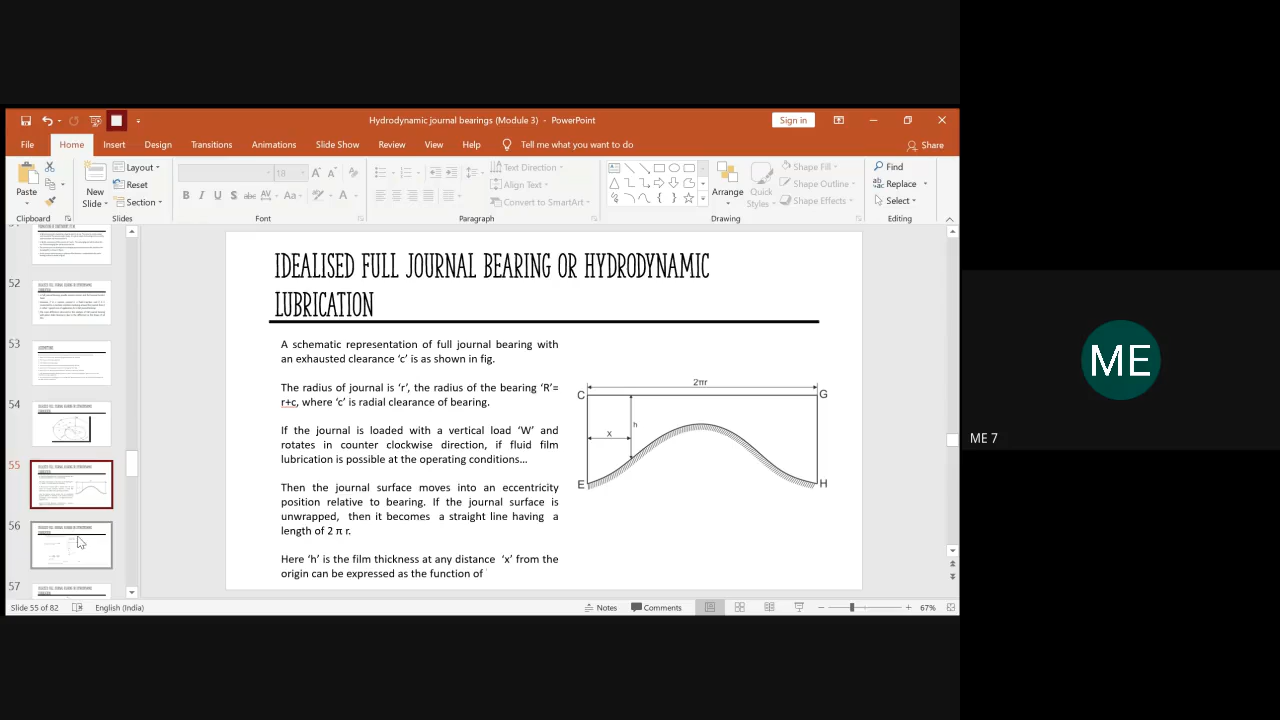 Hydrodynamic journal bearings (Module 3) - PowerPoint
Sign in
File Home Insert Design Transitions Animations Slide Show Review View Help Tell me what you want to do
Share
Paste
New Slide
Layout
Reset
Section
18
B I U S abc AV Aa A
Text Direction
Align Text
Convert to SmartArt
Arrange
Quick Styles
Shape Fill
Shape Outline
Shape Effects
Find
Replace
Select
Clipboard Slides Font Paragraph Drawing Editing
52
53
54
55
56
57
IDEALISED FULL JOURNAL BEARING OR HYDRODYNAMIC
LUBRICATION
A schematic representation of full journal bearing with
an exhausted clearance ‘c’ is as shown in fig.
The radius of journal is ‘r’, the radius of the bearing ‘R’=
r+c, where ‘c’ is radial clearance of bearing.
If the journal is loaded with a vertical load ‘W’ and
rotates in counter clockwise direction, if fluid film
lubrication is possible at the operating conditions...
Then the journal surface moves into an eccentricity
position relative to bearing. If the journal surface is
unwrapped, then it becomes a straight line having a
length of 2 π r.
Here ‘h’ is the film thickness at any distance ‘x’ from the
origin can be expressed as the function of
2πr
C
G
h
x
E
H
ME
ME 7
Slide 55 of 82
English (India)
Notes
Comments
67%